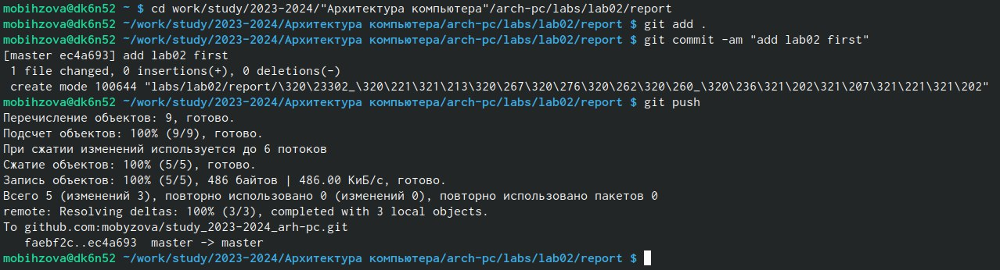 mobihzova@dk6n52 ~ $ cd work/study/2023-2024/"Архитектура компьютера"/arch-pc/labs/lab02/report
mobihzova@dk6n52 ~/work/study/2023-2024/Архитектура компьютера/arch-pc/labs/lab02/report $ git add .
mobihzova@dk6n52 ~/work/study/2023-2024/Архитектура компьютера/arch-pc/labs/lab02/report $ git commit -am "add lab02 first"
[master ec4a693] add lab02 first
 1 file changed, 0 insertions(+), 0 deletions(-)
 create mode 100644 "labs/lab02/report/\320\23302_\320\221\321\213\320\267\320\276\320\262\320\260_\320\236\321\202\321\207\321\221\321\202"
mobihzova@dk6n52 ~/work/study/2023-2024/Архитектура компьютера/arch-pc/labs/lab02/report $ git push
Перечисление объектов: 9, готово.
Подсчет объектов: 100% (9/9), готово.
При сжатии изменений используется до 6 потоков
Сжатие объектов: 100% (5/5), готово.
Запись объектов: 100% (5/5), 486 байтов | 486.00 КиБ/с, готово.
Всего 5 (изменений 3), повторно использовано 0 (изменений 0), повторно использовано пакетов 0
remote: Resolving deltas: 100% (3/3), completed with 3 local objects.
To github.com:mobyzova/study_2023-2024_arh-pc.git
   faebf2c..ec4a693  master -> master
mobihzova@dk6n52 ~/work/study/2023-2024/Архитектура компьютера/arch-pc/labs/lab02/report $